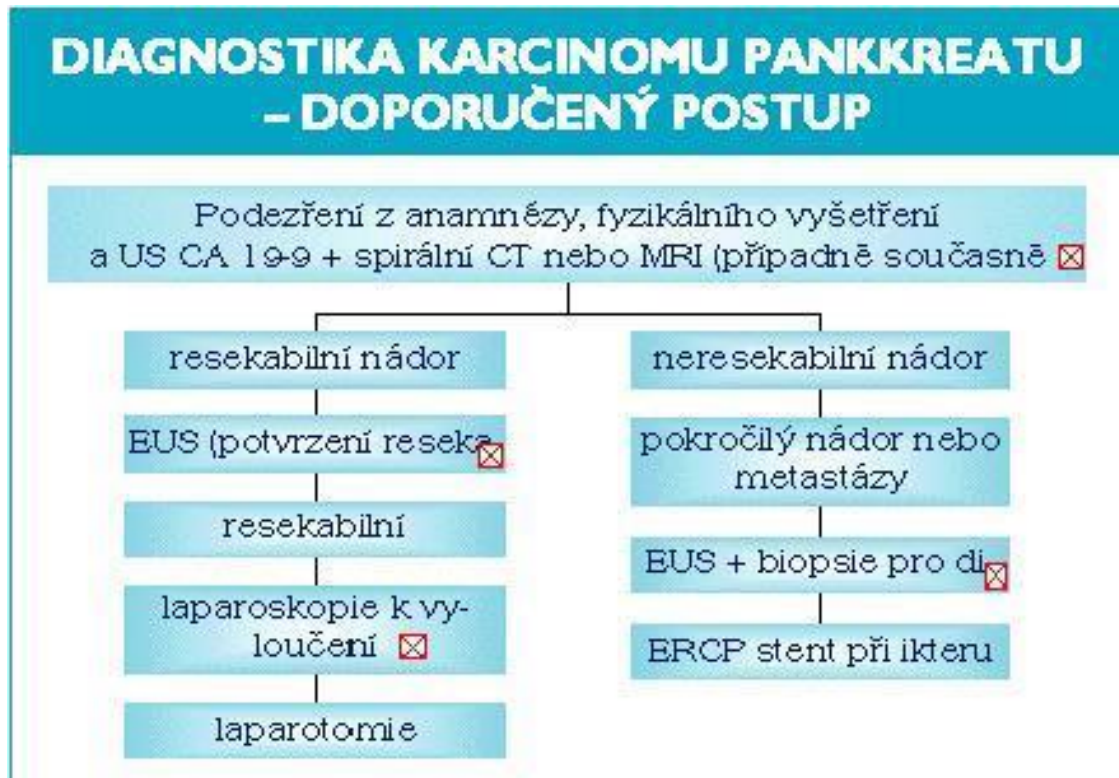 DIAGNOSTIKA KARCINOMU PANKKREATU
– DOPORUČENÝ POSTUP
Podezření z anamnézy, fyzikálního vyšetření
a US CA 19-9 + spirální CT nebo MRI (případně současně
resekabilní nádor
EUS (potvrzení reseka
resekabilní
laparoskopie k vy-
loučení
laparotomie
neresekabilní nádor
pokročilý nádor nebo
metastázy
EUS + biopsie pro di
ERCP stent při ikteru